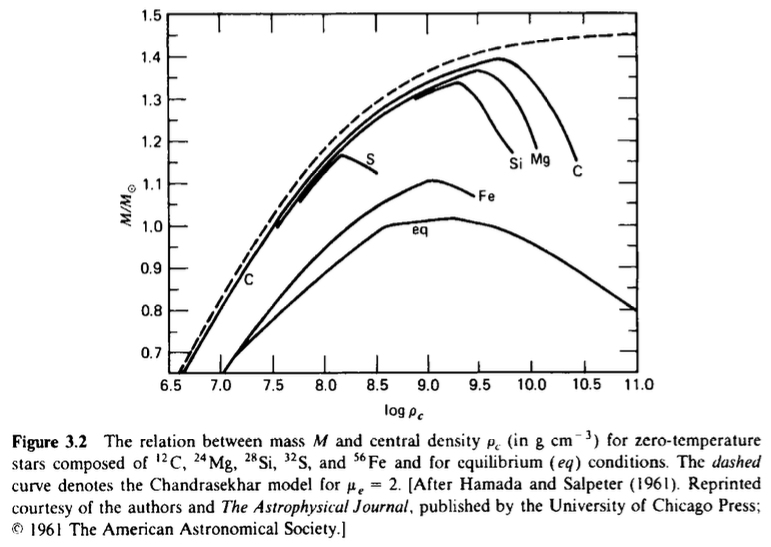 1.5
1.4
1.3
1.2
1.1
1.0
0.9
0.8
0.7
M/M☉
S
Si Mg C
Fe
eq
C
6.5 7.0 7.5 8.0 8.5 9.0 9.5 10.0 10.5 11.0
log ρc
Figure 3.2 The relation between mass M and central density ρc (in g cm⁻³) for zero-temperature
stars composed of ¹²C, ²⁴Mg, ²⁸Si, ³²S, and ⁵⁶Fe and for equilibrium (eq) conditions. The dashed
curve denotes the Chandrasekhar model for μe = 2. [After Hamada and Salpeter (1961). Reprinted
courtesy of the authors and The Astrophysical Journal, published by the University of Chicago Press;
© 1961 The American Astronomical Society.]